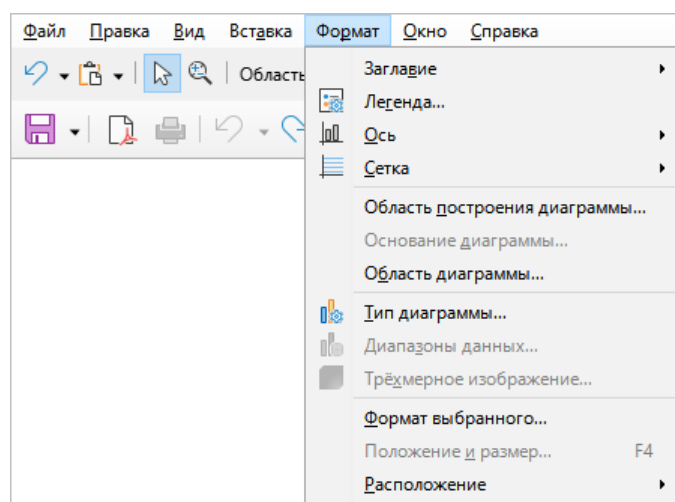 Файл Правка Вид Вставка Формат Окно Справка
Область
Заглавие
Легенда...
Ось
Сетка
Область построения диаграммы...
Основание диаграммы...
Область диаграммы...
Тип диаграммы...
Диапазоны данных...
Трёхмерное изображение...
Формат выбранного...
Положение и размер... F4
Расположение